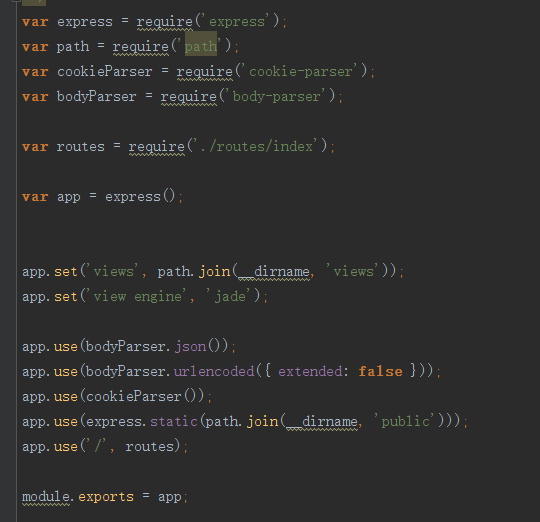 var express = require('express');
var path = require('path');
var cookieParser = require('cookie-parser');
var bodyParser = require('body-parser');
var routes = require('./routes/index');
var app = express();
app.set('views', path.join(__dirname, 'views'));
app.set('view engine', 'jade');
app.use(bodyParser.json());
app.use(bodyParser.urlencoded({ extended: false }));
app.use(cookieParser());
app.use(express.static(path.join(__dirname, 'public')));
app.use('/', routes);
module.exports = app;